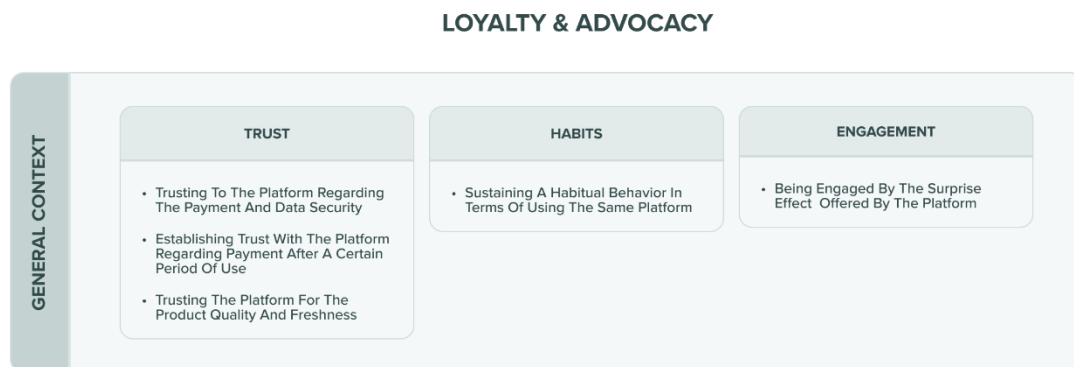 LOYALTY & ADVOCACY
GENERAL CONTEXT
TRUST
• Trusting To The Platform Regarding
The Payment And Data Security
• Establishing Trust With The Platform
Regarding Payment After A Certain
Period Of Use
• Trusting The Platform For The
Product Quality And Freshness
HABITS
• Sustaining A Habitual Behavior In
Terms Of Using The Same Platform
ENGAGEMENT
• Being Engaged By The Surprise
Effect Offered By The Platform